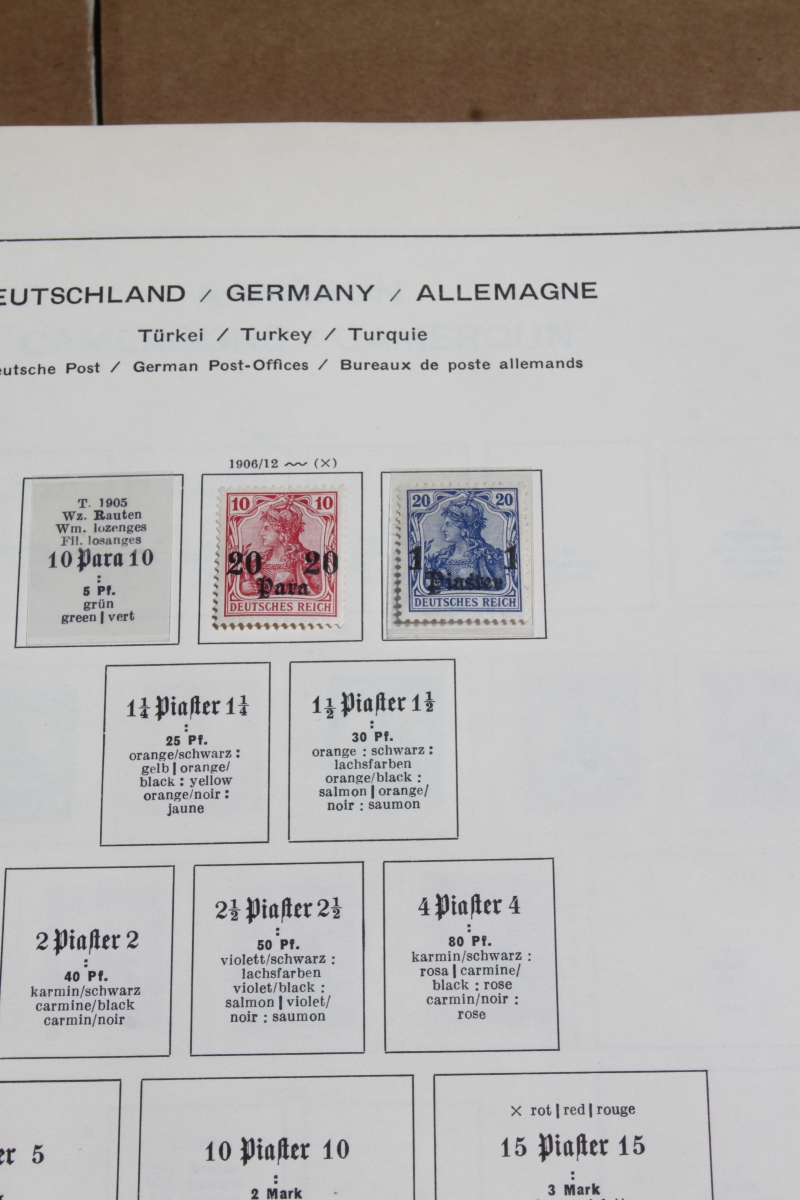 EUTSCHLAND / GERMANY / ALLEMAGNE
Türkei / Turkey / Turquie
eutsche Post / German Post-Offices / Bureaux de poste allemands
T. 1905
Wz. Rauten
Wm. lozenges
Fil. losanges
10 Para 10
:
5 Pf.
grün
green | vert
1906/12 (×)
10 10
20 20
Para
DEUTSCHES REICH
20 20
1 1
Piaster
DEUTSCHES REICH
1¼ Piaster 1¼
:
25 Pf.
orange/schwarz :
gelb | orange/
black : yellow
orange/noir :
jaune
1½ Piaster 1½
:
30 Pf.
orange : schwarz :
lachsfarben
orange/black :
salmon | orange/
noir : saumon
2 Piaster 2
:
40 Pf.
karmin/schwarz
carmine/black
carmin/noir
2½ Piaster 2½
:
50 Pf.
violett/schwarz :
lachsfarben
violet/black :
salmon | violet/
noir : saumon
4 Piaster 4
:
80 Pf.
karmin/schwarz :
rosa | carmine/
black : rose
carmin/noir :
rose
er 5
10 Piaster 10
:
2 Mark
× rot | red | rouge
15 Piaster 15
:
3 Mark